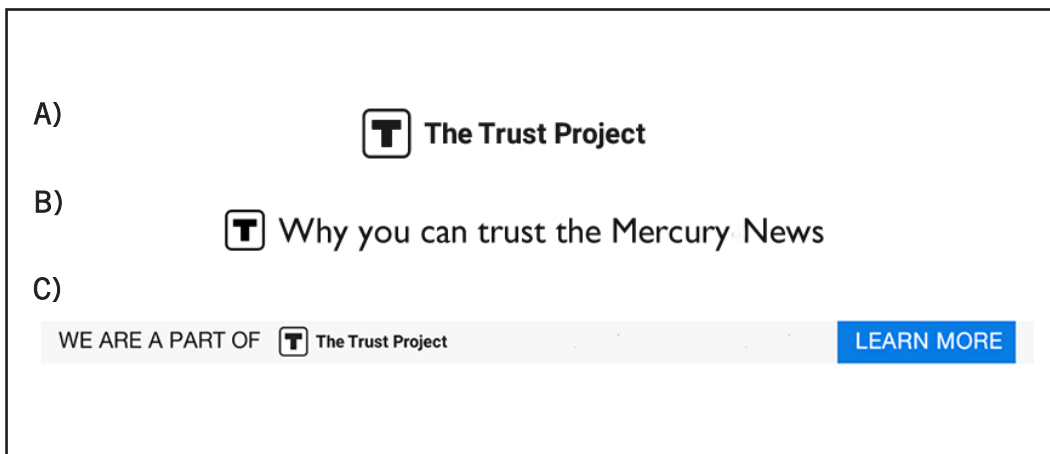 A)
T The Trust Project
B)
T Why you can trust the Mercury News
C)
WE ARE A PART OF T The Trust Project LEARN MORE